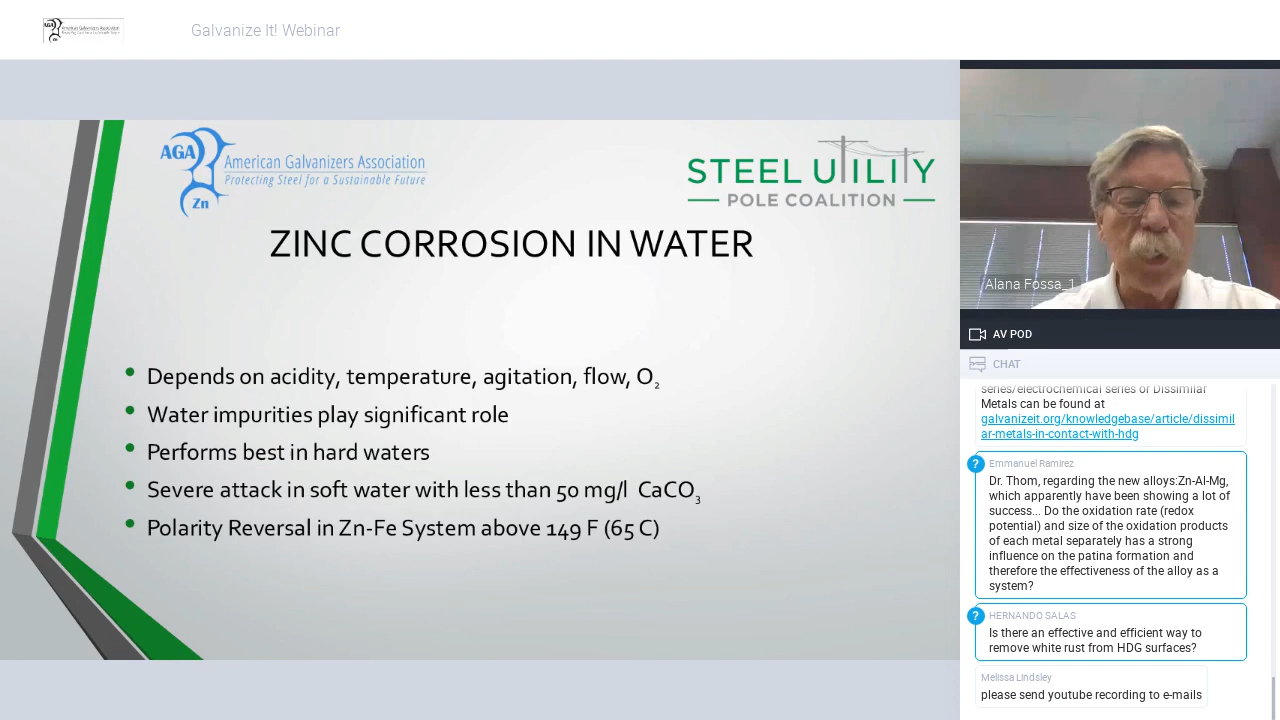 American Galvanizers Association
Galvanize It! Webinar
AGA
American Galvanizers Association
Protecting Steel for a Sustainable Future
Zn
STEEL UTILITY
POLE COALITION
ZINC CORROSION IN WATER
• Depends on acidity, temperature, agitation, flow, O₂
• Water impurities play significant role
• Performs best in hard waters
• Severe attack in soft water with less than 50 mg/l CaCO₃
• Polarity Reversal in Zn-Fe System above 149 F (65 C)
Alana Fossa_1
AV POD
CHAT
series/electrochemical series of Dissimilar
Metals can be found at
galvanizeit.org/knowledgebase/article/dissimil
ar-metals-in-contact-with-hdg
?
Emmanuel Ramirez
Dr. Thom, regarding the new alloys:Zn-Al-Mg,
which apparently have been showing a lot of
success... Do the oxidation rate (redox
potential) and size of the oxidation products
of each metal separately has a strong
influence on the patina formation and
therefore the effectiveness of the alloy as a
system?
?
HERNANDO SALAS
Is there an effective and efficient way to
remove white rust from HDG surfaces?
Melissa Lindsley
please send youtube recording to e-mails